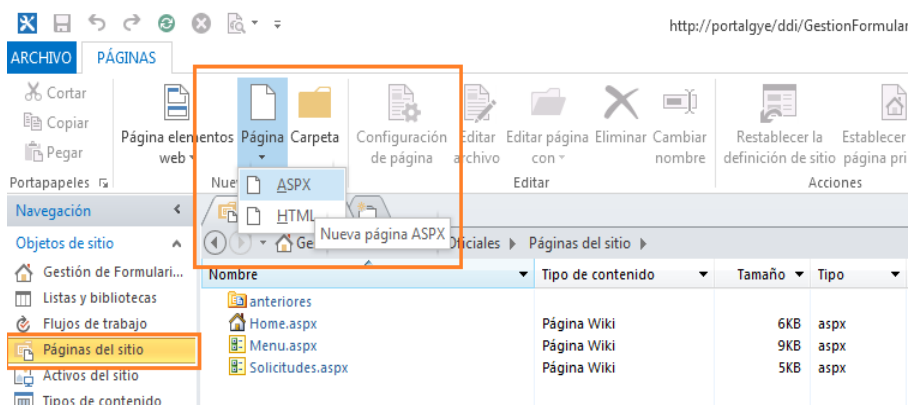 http://portalgye/ddi/GestionFormular
ARCHIVO PÁGINAS
Cortar
Copiar
Pegar
Portapapeles
Página elementos
web
Página
Carpeta
Nue
ASPX
HTML
Nueva página ASPX
Configuración
de página
Editar
archivo
Editar página
con
Eliminar
Cambiar
nombre
Editar
Restablecer la
definición de sitio
Establecer
página pri
Acciones
Navegación
Objetos de sitio
Gestión de Formulari...
Listas y bibliotecas
Flujos de trabajo
Páginas del sitio
Activos del sitio
Tipos de contenido
Ge
Oficiales
Páginas del sitio
Nombre Tipo de contenido Tamaño Tipo
anteriores
Home.aspx Página Wiki 6KB aspx
Menu.aspx Página Wiki 9KB aspx
Solicitudes.aspx Página Wiki 5KB aspx